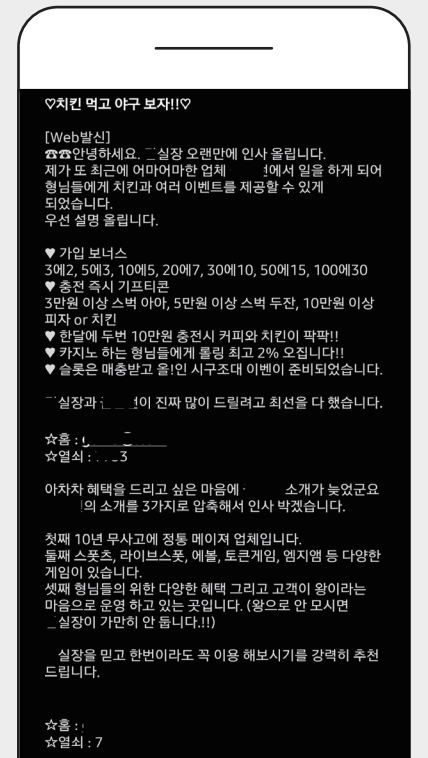 ♡치킨 먹고 야구 보자!!♡
[Web발신]
☎☎안녕하세요. 실장 오랜만에 인사 올립니다.
제가 또 최근에 어마어마한 업체 에서 일을 하게 되어
형님들에게 치킨과 여러 이벤트를 제공할 수 있게
되었습니다.
우선 설명 올립니다.
♥ 가입 보너스
3에2, 5에3, 10에5, 20에7, 30에10, 50에15, 100에30
♥ 충전 즉시 기프티콘
3만원 이상 스벅 아아, 5만원 이상 스벅 두잔, 10만원 이상
피자 or 치킨
♥ 한달에 두번 10만원 충전시 커피와 치킨이 팍팍!!
♥ 카지노 하는 형님들에게 롤링 최고 2% 오집니다!!
♥ 슬롯은 매충받고 올!인 시구조대 이벤이 준비되었습니다.
실장과 이 진짜 많이 드릴려고 최선을 다 했습니다.
☆홈 :
☆열쇠 : 3
아차차 혜택을 드리고 싶은 마음에 소개가 늦었군요
의 소개를 3가지로 압축해서 인사 박겠습니다.
첫째 10년 무사고에 정통 메이져 업체입니다.
둘째 스폿츠, 라이브스폿, 에볼, 토큰게임, 엠지앰 등 다양한
게임이 있습니다.
셋째 형님들의 위한 다양한 혜택 그리고 고객이 왕이라는
마음으로 운영 하고 있는 곳입니다. (왕으로 안 모시면
실장이 가만히 안 둡니다.!!)
실장을 믿고 한번이라도 꼭 이용 해보시기를 강력히 추천
드립니다.
☆홈 :
☆열쇠 : 7